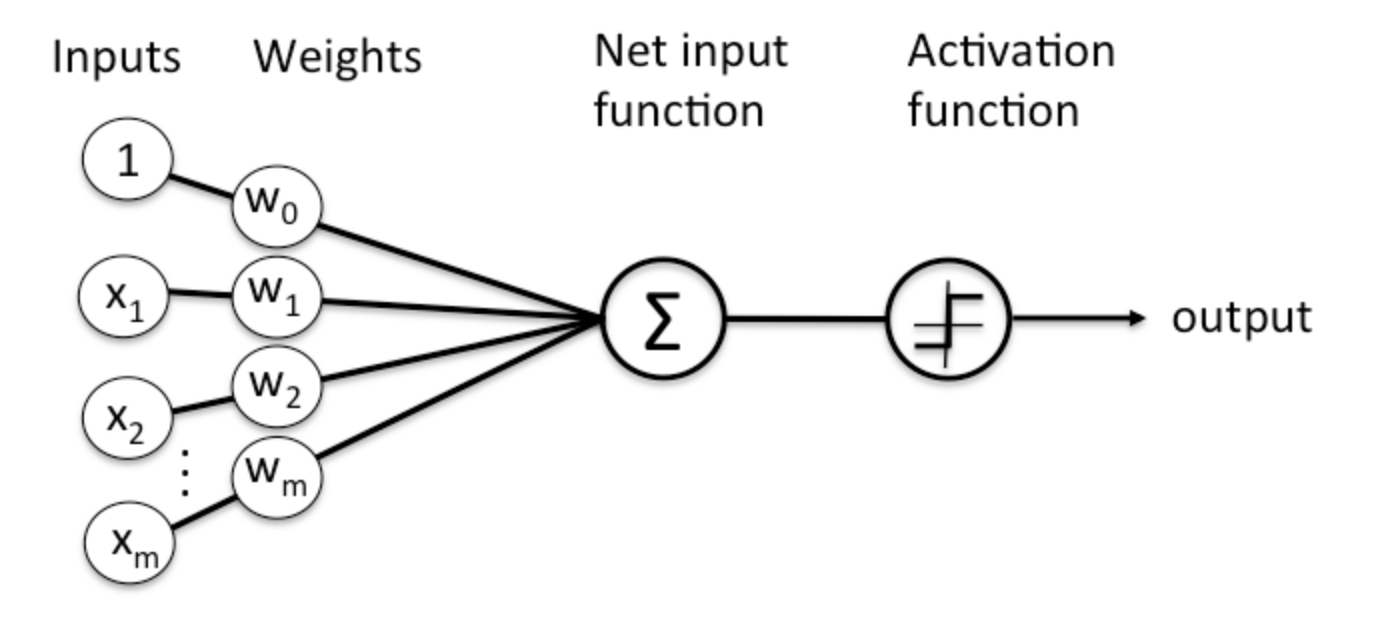 Inputs
Weights
Net input
function
Activation
function
1
w0
x1
w1
x2
w2
⋮
xm
wm
Σ
output